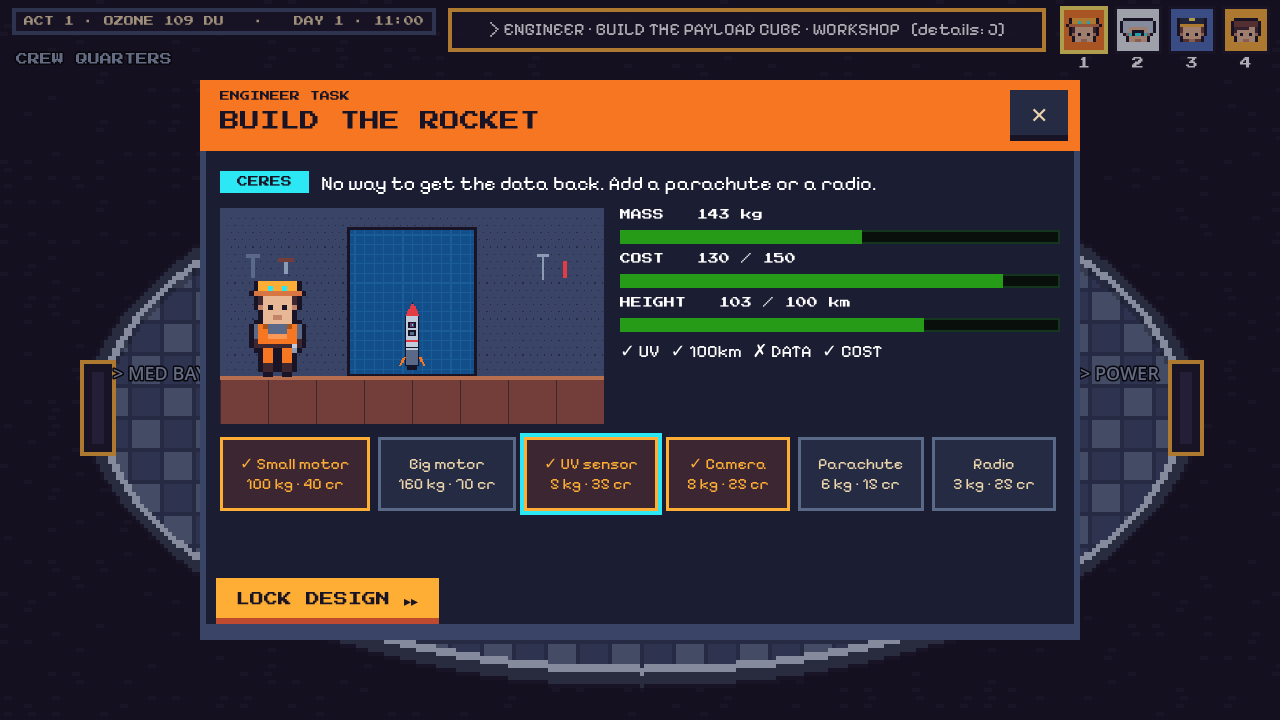 ACT 1 · OZONE 109 DU · DAY 1 · 11:00
> ENGINEER · BUILD THE PAYLOAD CUBE · WORKSHOP (details: J)
1 2 3 4
CREW QUARTERS
ENGINEER TASK
BUILD THE ROCKET
×
CERES No way to get the data back. Add a parachute or a radio.
MASS 143 kg
COST 130 / 150
HEIGHT 103 / 100 km
✓ UV ✓ 100km ✗ DATA ✓ COST
> MED BAY
> POWER
✓ Small motor
100 kg · 40 cr
Big motor
160 kg · 70 cr
✓ UV sensor
5 kg · 35 cr
✓ Camera
8 kg · 25 cr
Parachute
6 kg · 15 cr
Radio
3 kg · 25 cr
LOCK DESIGN ▸▸